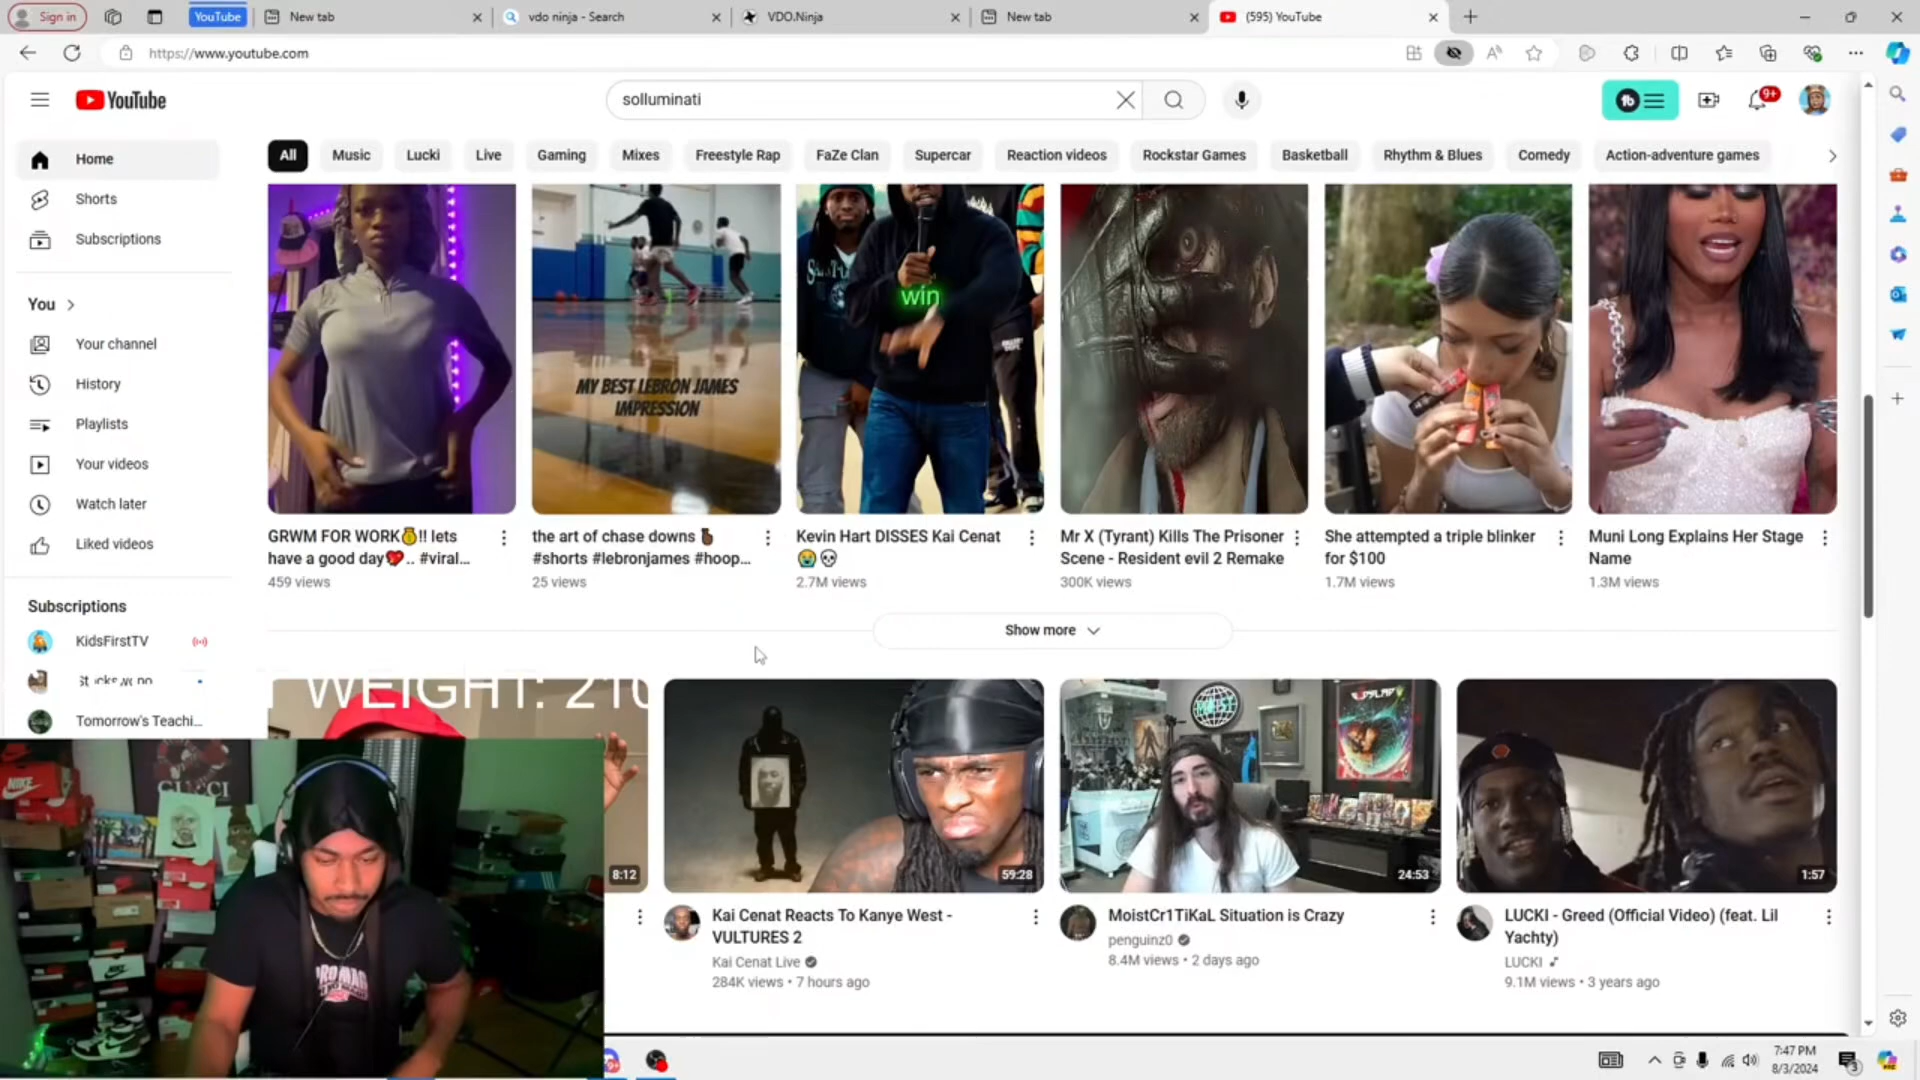 Sign in
YouTube
New tab
vdo ninja - Search
VDO.Ninja
New tab
(595) YouTube
https://www.youtube.com
YouTube
solluminati
9+
Home
Shorts
Subscriptions
You
Your channel
History
Playlists
Your videos
Watch later
Liked videos
Subscriptions
KidsFirstTV
Tomorrow's Teachi...
All
Music
Lucki
Live
Gaming
Mixes
Freestyle Rap
FaZe Clan
Supercar
Reaction videos
Rockstar Games
Basketball
Rhythm & Blues
Comedy
Action-adventure games
MY BEST LEBRON JAMES
IMPRESSION
win
GRWM FOR WORK💰!! lets
have a good day❤️.. #viral...
459 views
the art of chase downs
#shorts #lebronjames #hoop...
25 views
Kevin Hart DISSES Kai Cenat
😭💀
2.7M views
Mr X (Tyrant) Kills The Prisoner
Scene - Resident evil 2 Remake
300K views
She attempted a triple blinker
for $100
1.7M views
Muni Long Explains Her Stage
Name
1.3M views
Show more
WEIGHT: 210
8:12
59:28
24:53
1:57
Kai Cenat Reacts To Kanye West -
VULTURES 2
Kai Cenat Live
284K views • 7 hours ago
MoistCr1TiKaL Situation is Crazy
penguinz0
8.4M views • 2 days ago
LUCKI - Greed (Official Video) (feat. Lil
Yachty)
LUCKI
9.1M views • 3 years ago
GUCCI
NIKE
7:47 PM
8/3/2024
3